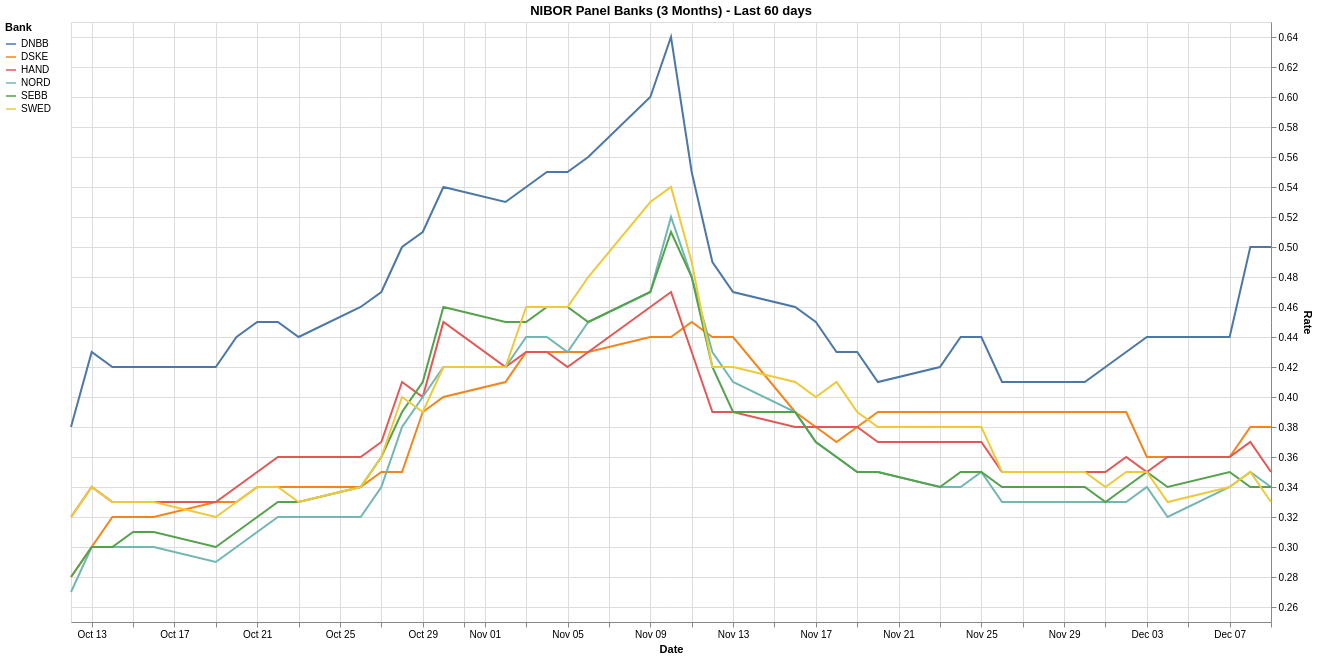 NIBOR Panel Banks (3 Months) - Last 60 days
Bank
DNBB
DSKE
HAND
NORD
SEBB
SWED
0.64
0.62
0.60
0.58
0.56
0.54
0.52
0.50
0.48
0.46
0.44
0.42
0.40
0.38
0.36
0.34
0.32
0.30
0.28
0.26
Rate
Oct 13 Oct 17 Oct 21 Oct 25 Oct 29 Nov 01 Nov 05 Nov 09 Nov 13 Nov 17 Nov 21 Nov 25 Nov 29 Dec 03 Dec 07
Date